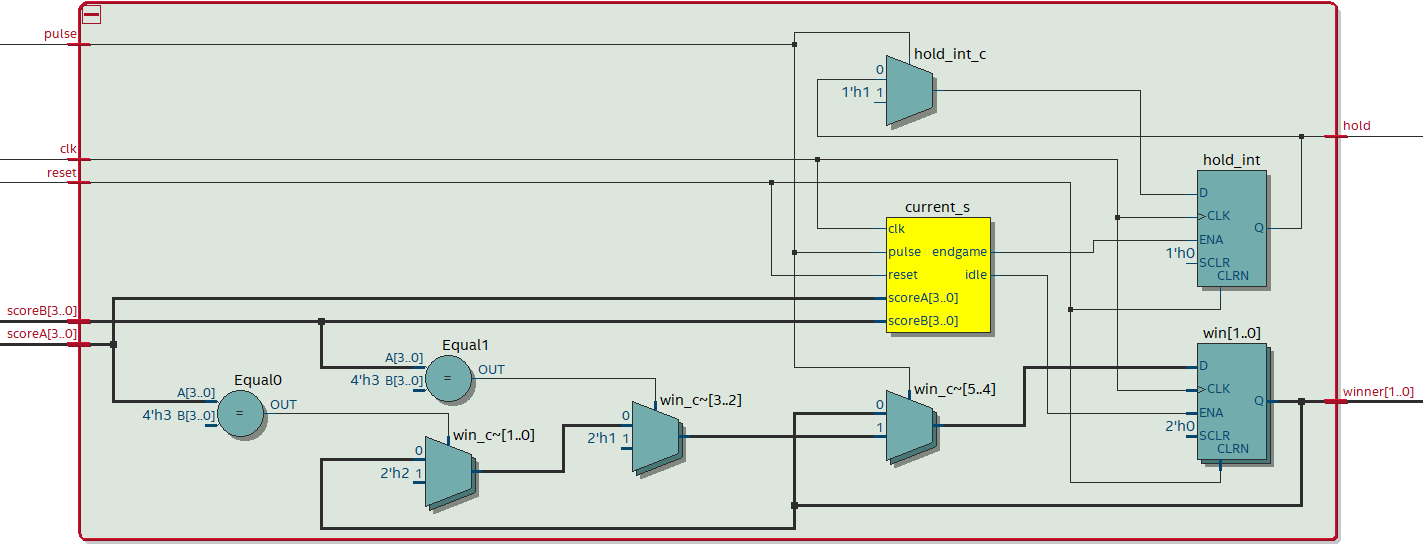 pulse
hold_int_c
0
1'h1 1
hold
clk
reset
hold_int
D
CLK
ENA
1'h0 SCLR
CLRN
Q
current_s
clk
pulse endgame
reset idle
scoreA[3..0]
scoreB[3..0]
scoreB[3..0]
scoreA[3..0]
Equal1
A[3..0]
4'h3 B[3..0]
=
OUT
Equal0
A[3..0]
4'h3 B[3..0]
=
OUT
win_c~[1..0]
0
2'h2 1
win_c~[3..2]
0
2'h1 1
win_c~[5..4]
0
1
win[1..0]
D
CLK
ENA
2'h0 SCLR
CLRN
Q
winner[1..0]